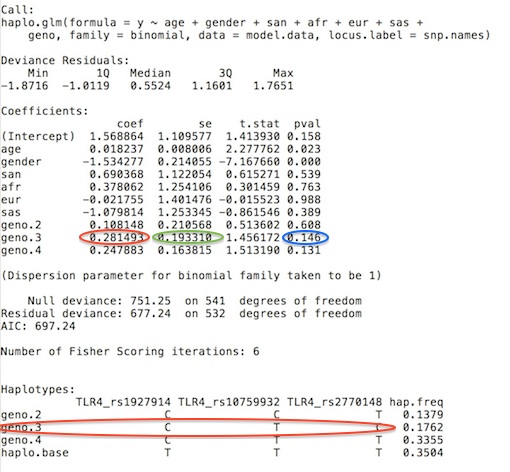 Call:
haplo.glm(formula = y ~ age + gender + san + afr + eur + sas +
geno, family = binomial, data = model.data, locus.label = snp.names)
Deviance Residuals:
Min 1Q Median 3Q Max
-1.8716 -1.0119 0.5524 1.1601 1.7651
Coefficients:
coef se t.stat pval
(Intercept) 1.568864 1.109577 1.413930 0.158
age 0.018237 0.008006 2.277762 0.023
gender -1.534277 0.214055 -7.167660 0.000
san 0.690368 1.122054 0.615271 0.539
afr 0.378062 1.254106 0.301459 0.763
eur -0.021755 1.401476 -0.015523 0.988
sas -1.079814 1.253345 -0.861546 0.389
geno.2 0.108148 0.210568 0.513602 0.608
geno.3 0.281493 0.193310 1.456172 0.146
geno.4 0.247883 0.163815 1.513190 0.131
(Dispersion parameter for binomial family taken to be 1)
Null deviance: 751.25 on 541 degrees of freedom
Residual deviance: 677.24 on 532 degrees of freedom
AIC: 697.24
Number of Fisher Scoring iterations: 6
Haplotypes:
TLR4_rs1927914 TLR4_rs10759932 TLR4_rs2770148 hap.freq
geno.2 C C T 0.1379
geno.3 C T C 0.1762
geno.4 C T T 0.3355
haplo.base T T T 0.3504